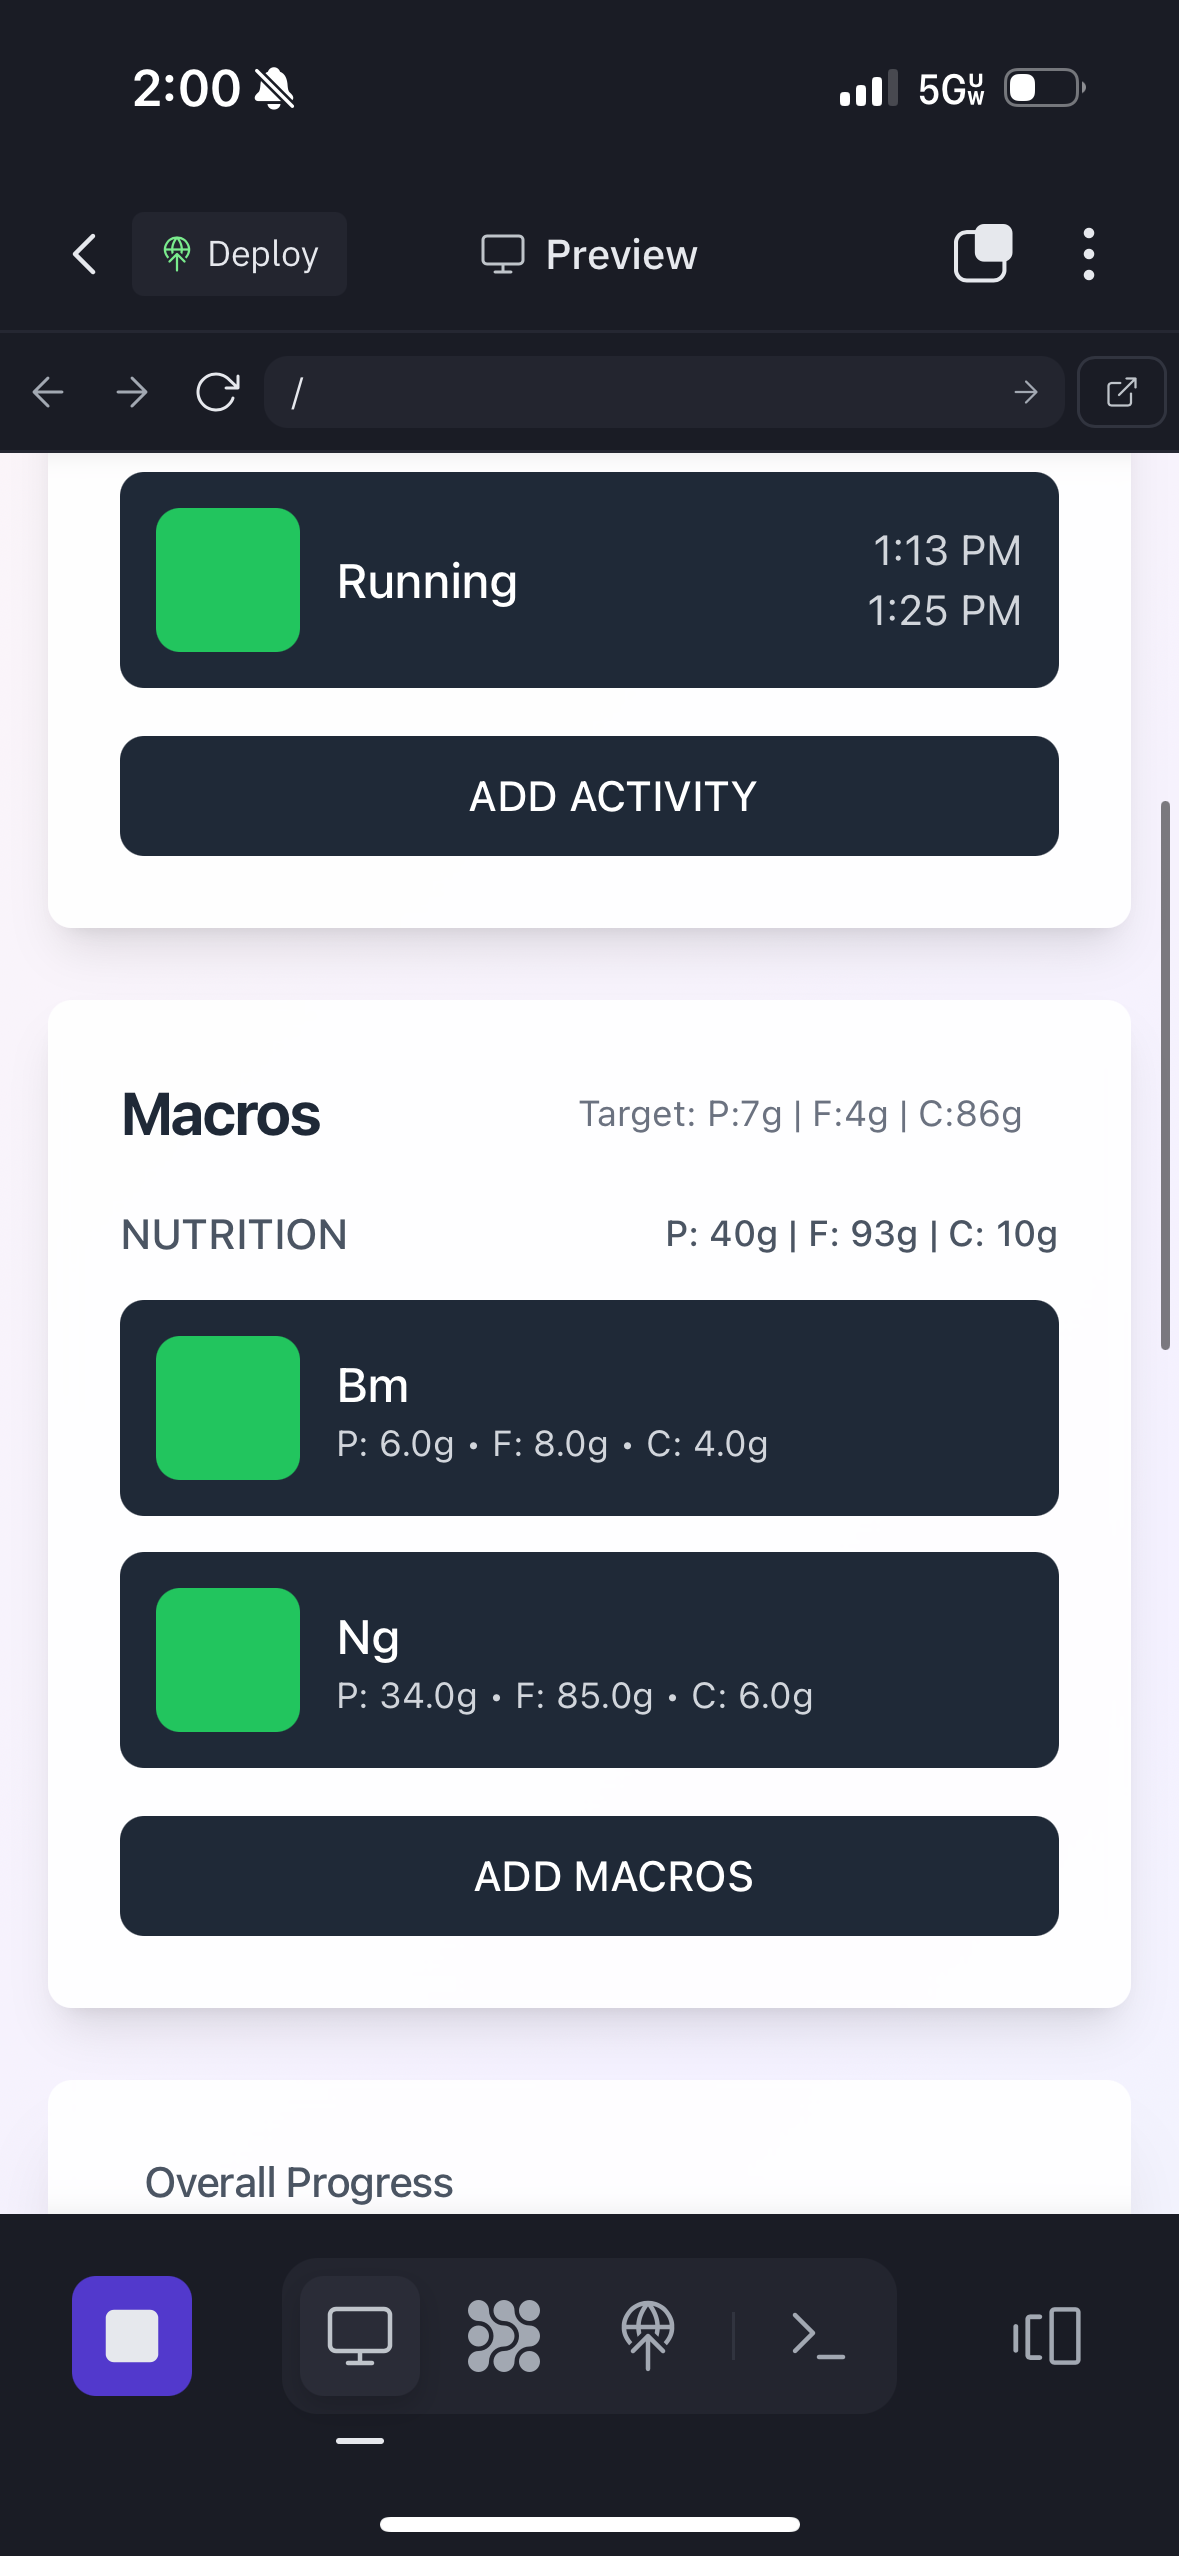 2:00
5G UW
Deploy
Preview
/
Running
1:13 PM
1:25 PM
ADD ACTIVITY
Macros
Target: P:7g | F:4g | C:86g
NUTRITION
P: 40g | F: 93g | C: 10g
Bm
P: 6.0g • F: 8.0g • C: 4.0g
Ng
P: 34.0g • F: 85.0g • C: 6.0g
ADD MACROS
Overall Progress